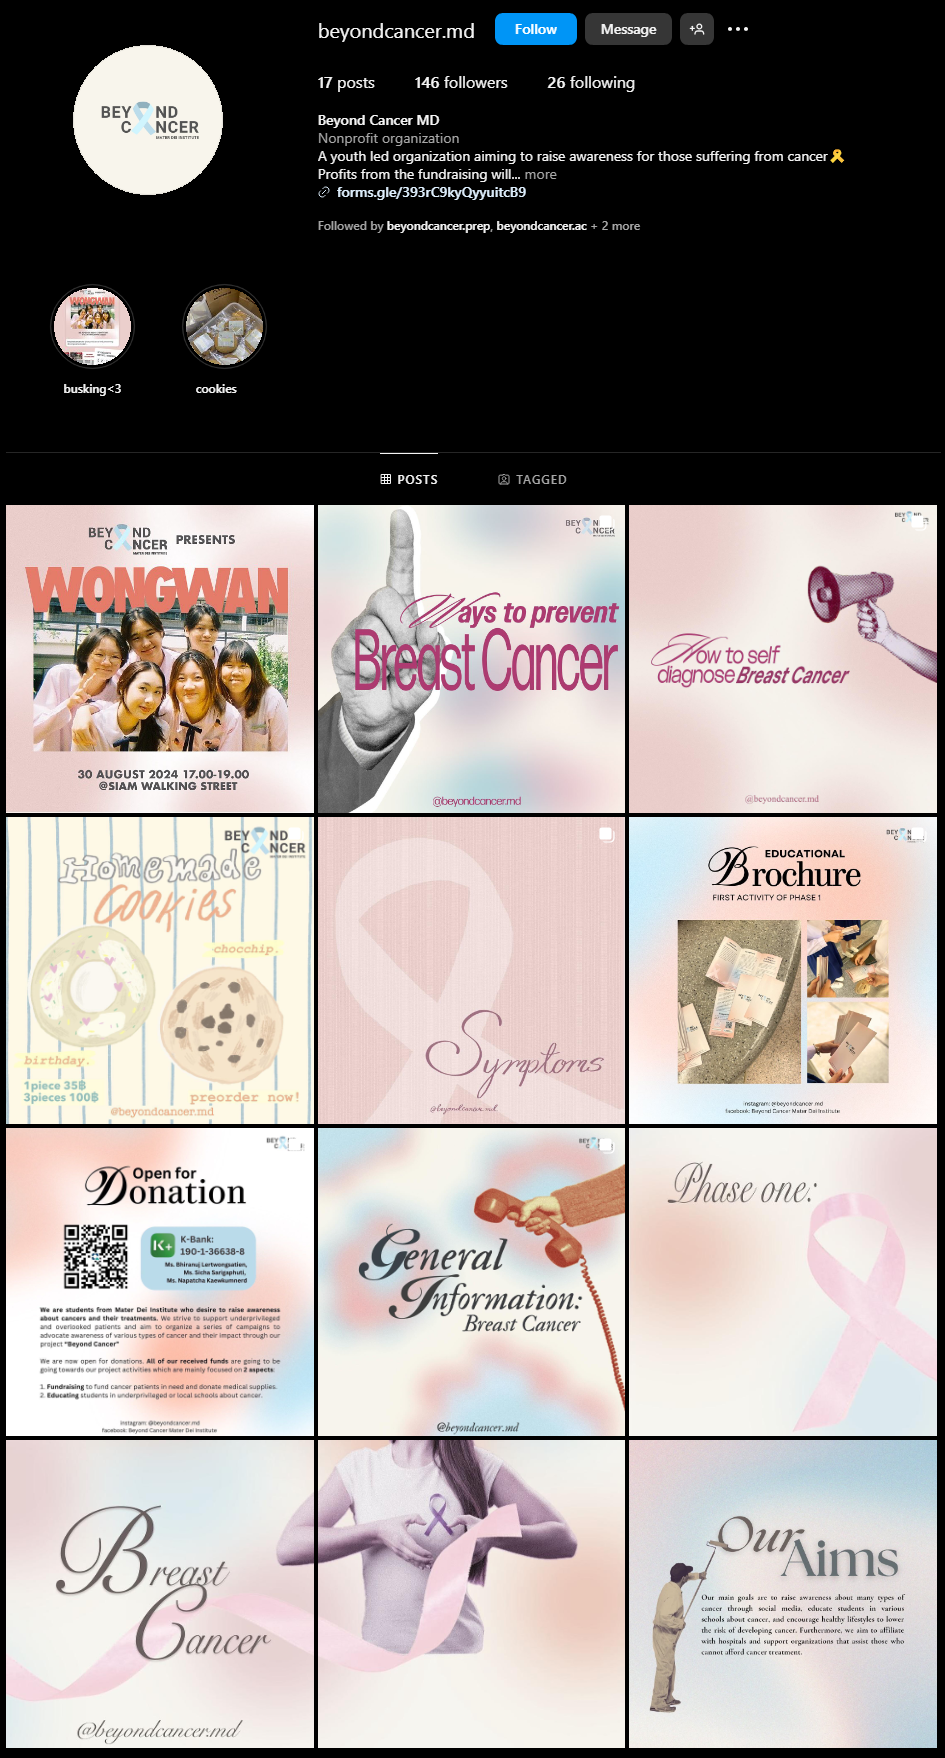 beyondcancer.md
Follow
Message
17 posts
146 followers
26 following
Beyond Cancer MD
Nonprofit organization
A youth led organization aiming to raise awareness for those suffering from cancer🎗
Profits from the fundraising will... more
forms.gle/393rC9kyQyyuitcB9
Followed by beyondcancer.prep, beyondcancer.ac + 2 more
BEYOND
CANCER
MATER DEI INSTITUTE
WONGWAN
busking<3
cookies
POSTS
TAGGED
BEYOND
CANCER
MATER DEI INSTITUTE
PRESENTS
WONGWAN
30 AUGUST 2024 17.00-19.00
@SIAM WALKING STREET
Ways to prevent
Breast Cancer
@beyondcancer.md
How to self
diagnose Breast Cancer
@beyondcancer.md
BEYOND
CANCER
MATER DEI INSTITUTE
Homemade
Cookies
chocchip.
birthday.
1piece 35฿
3pieces 100฿
preorder now!
@beyondcancer.md
Symptoms
@beyondcancer.md
EDUCATIONAL
Brochure
FIRST ACTIVITY OF PHASE 1
Instagram: @beyondcancer.md
facebook: Beyond Cancer Mater Dei Institute
Open for
Donation
K+
K-Bank:
190-1-36638-8
Ms. Bhiranuj Lertwongpatien,
Ms. Sicha Sarigaphuti,
Ms. Napatcha Kaewkumnerd
We are students from Mater Dei Institute who desire to raise awareness
about cancers and their treatments. We strive to support underprivileged
and overlooked patients and aim to organize a series of campaigns to
advocate awareness of various types of cancer and their impact through our
project "Beyond Cancer"
We are now open for donations. All of our received funds are going to be
going towards our project activities which are mainly focused on 2 aspects:
1. Fundraising to fund cancer patients in need and donate medical supplies.
2. Educating students in underprivileged or local schools about cancer.
Instagram: @beyondcancer.md
Facebook: Beyond Cancer Mater Dei Institute
General
Information:
Breast Cancer
@beyondcancer.md
Phase one:
Breast
Cancer
@beyondcancer.md
Our
Aims
Our main goals are to raise awareness about many types of
cancer through social media, educate students in various
schools about cancer, and encourage healthy lifestyles to lower
the risk of developing cancer. Furthermore, we aim to affiliate
with hospitals and support organizations that assist those who
cannot afford cancer treatment.